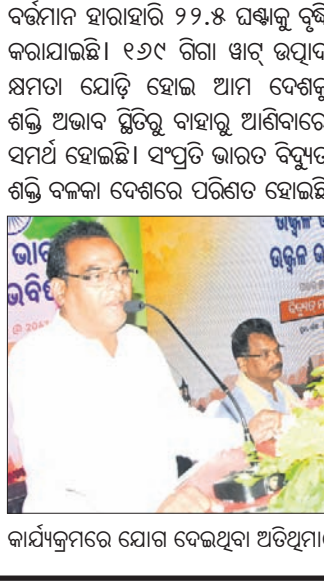 ବର୍ତ୍ତମାନ ହାରାହାରି ୨୨.୫ ଘଣ୍ଟାକୁ ବୃଦ୍ଧି
କରାଯାଇଛି। ୧୬୯ ଗିଗା ୱାଟ୍ ଉତ୍ପାଦ
କ୍ଷମତା ଯୋଡ଼ି ହୋଇ ଆମ ଦେଶକୁ
ଶକ୍ତି ଅଭାବ ସ୍ଥିତିରୁ ବାହାରୁ ଆଣିବାରେ
ସମର୍ଥ ହୋଇଛି। ସଂପ୍ରତି ଭାରତ ବିଦ୍ୟୁତ
ଶକ୍ତି ବଳକା ଦେଶରେ ପରିଣତ ହୋଇଛି
କାର୍ଯ୍ୟକ୍ରମରେ ଯୋଗ ଦେଇଥିବା ଅତିଥିମା